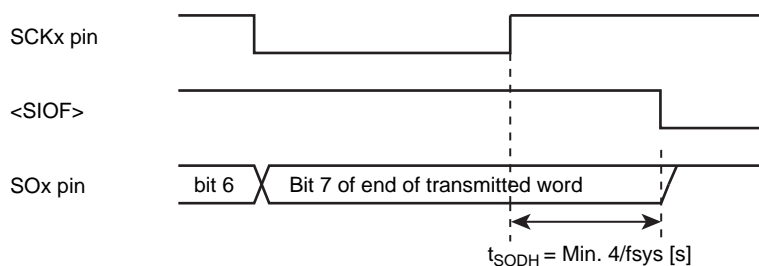 SCKx pin
<SIOF>
SOx pin
bit 6
Bit 7 of end of transmitted word
tSODH = Min. 4/fsys [s]